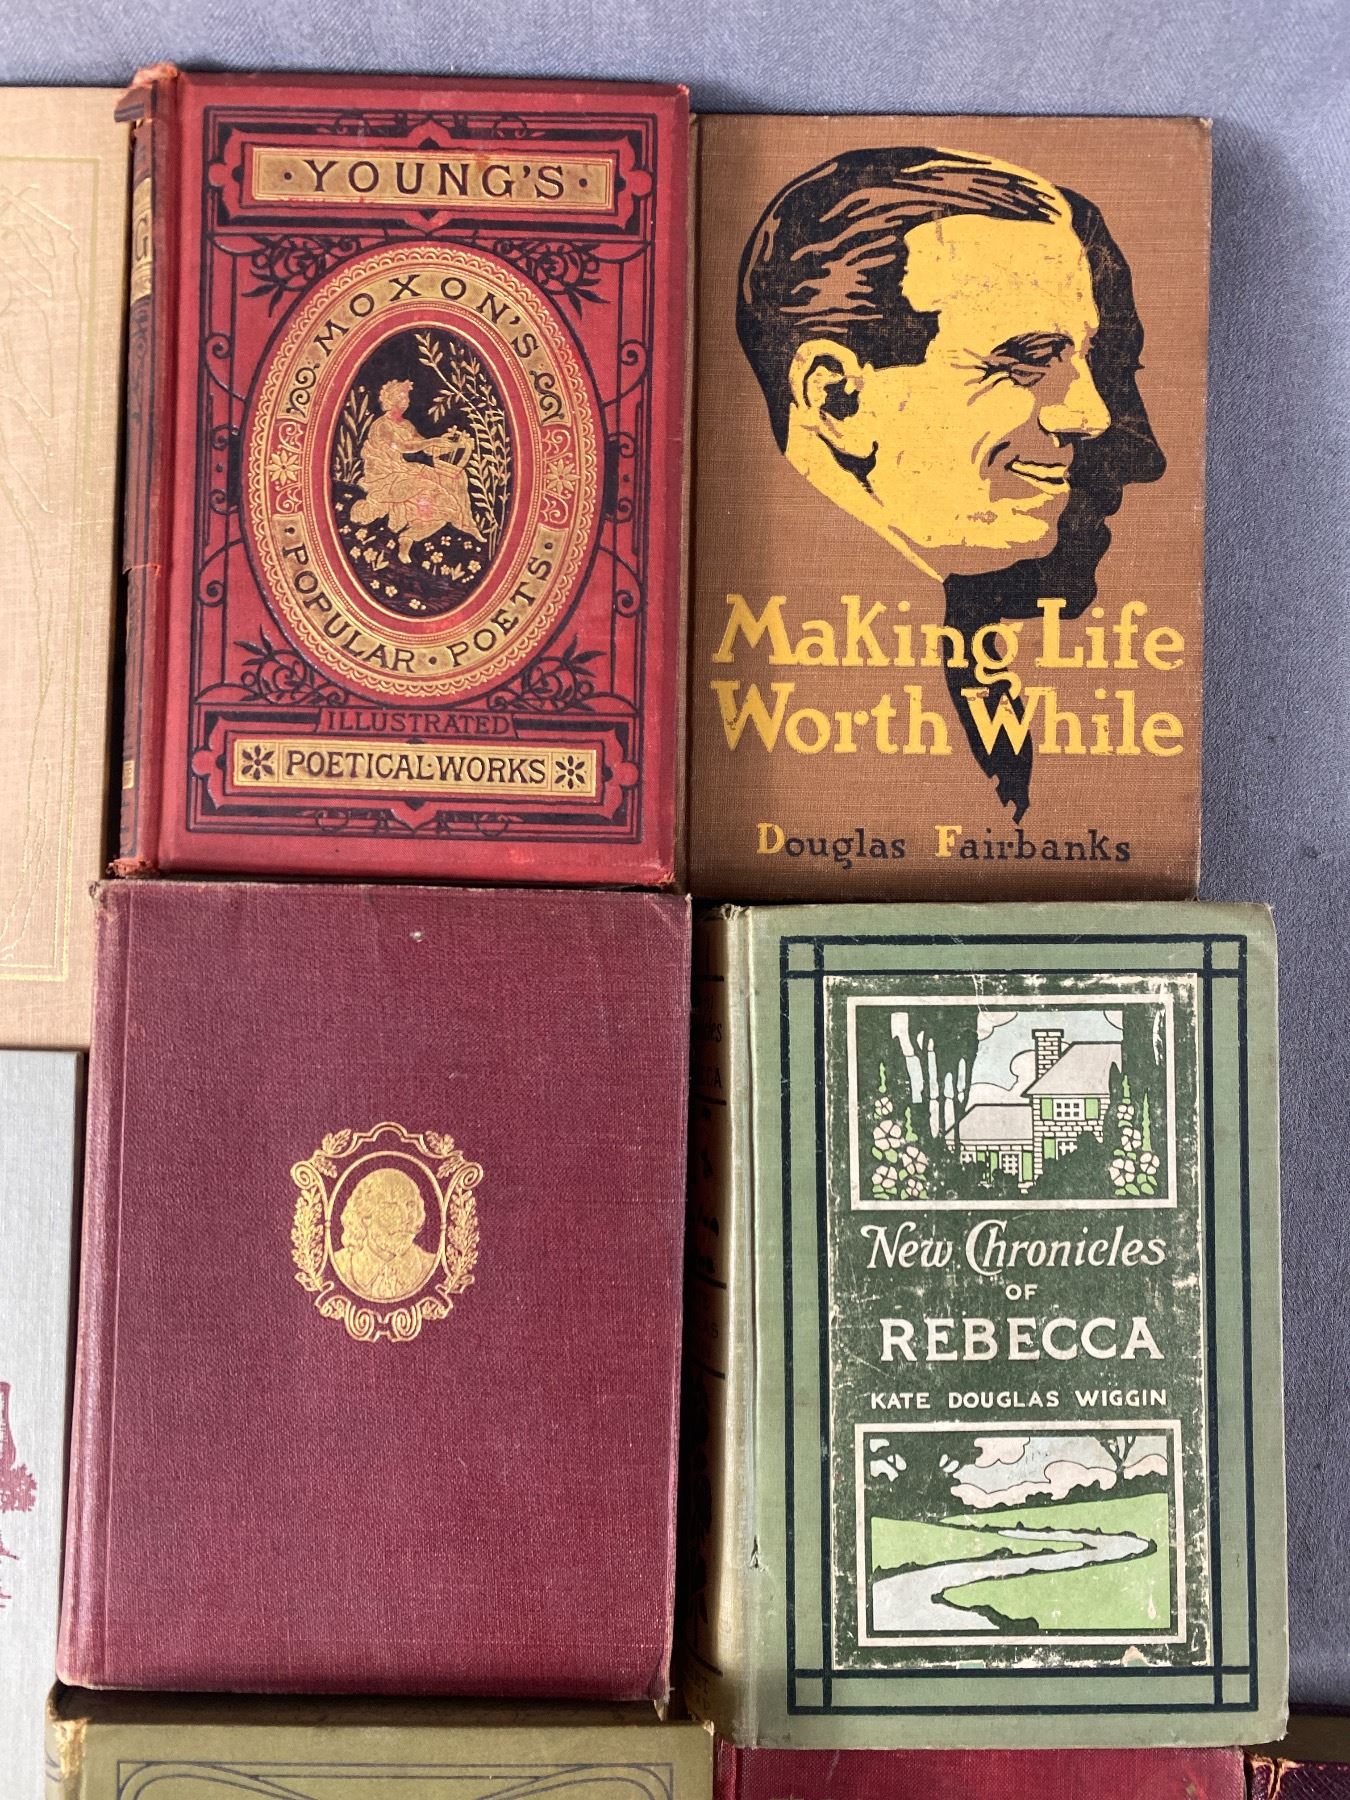 ·YOUNG'S·
MOXON'S
·POPULAR·POETS·
ILLUSTRATED
POETICAL·WORKS
Making Life
Worth While
Douglas Fairbanks
New Chronicles
OF
REBECCA
KATE DOUGLAS WIGGIN